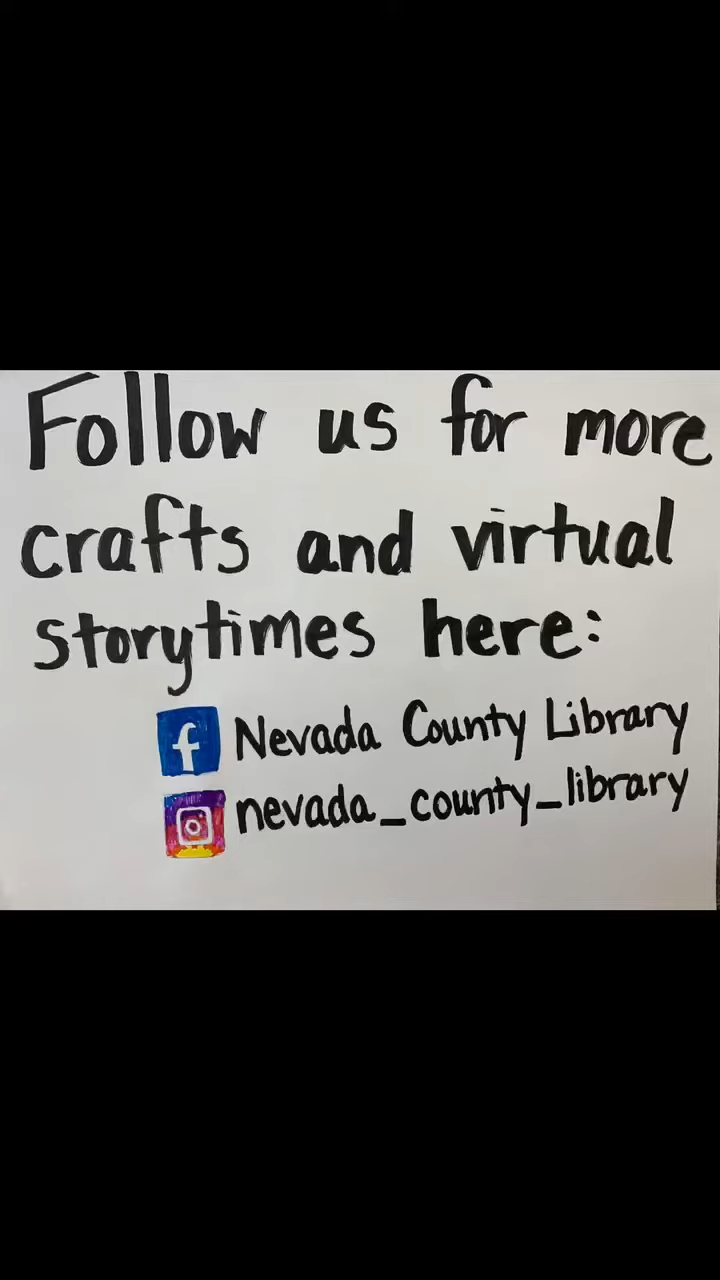 Follow us for more
crafts and virtual
storytimes here:
f Nevada County Library
nevada_county_library